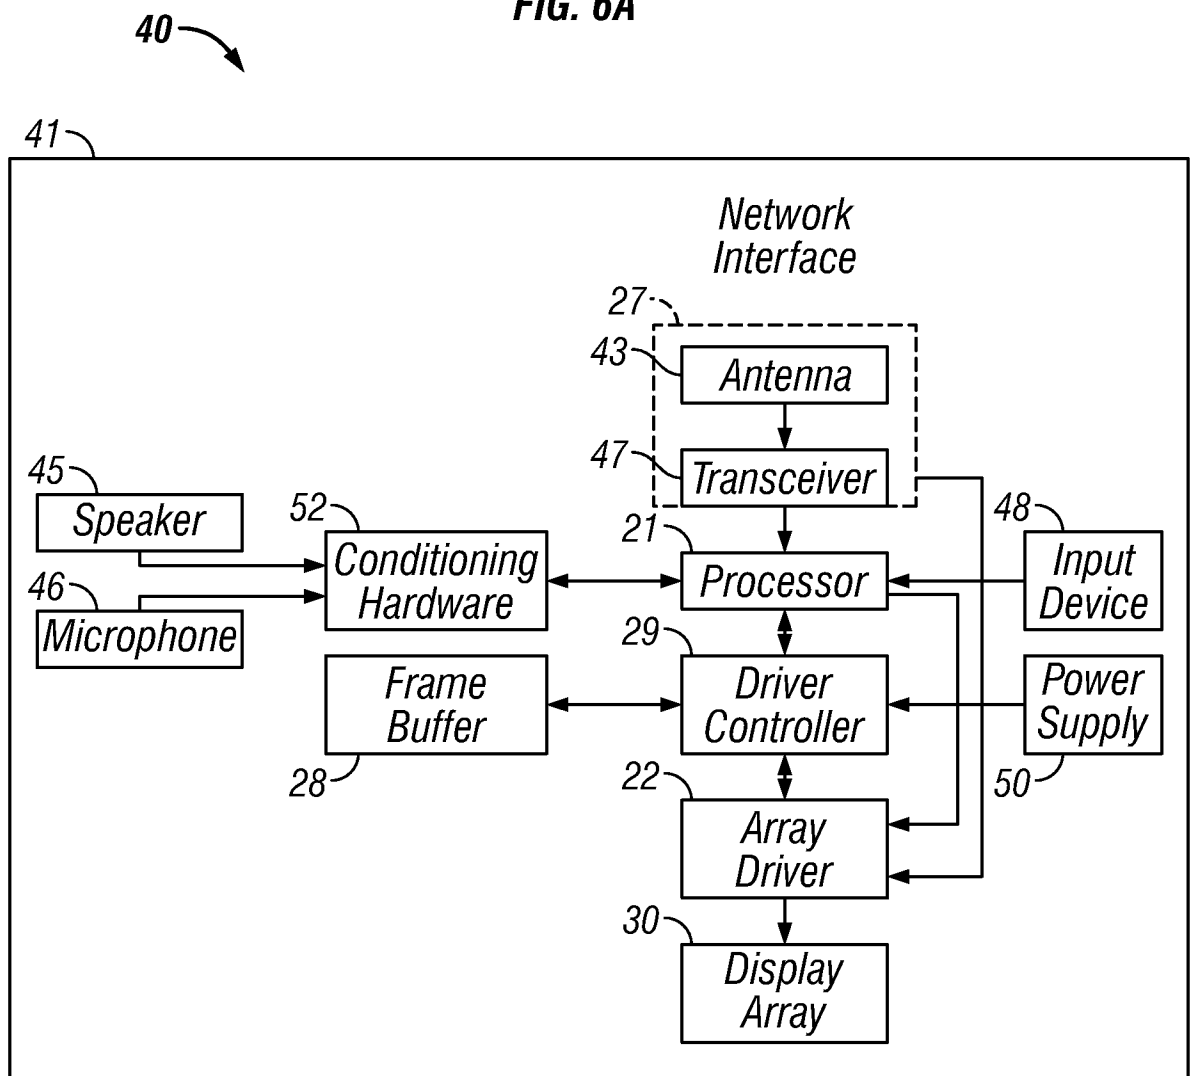 FIG. 6A
40
41
Network
Interface
27
43
Antenna
47
Transceiver
45
Speaker
52
Conditioning
Hardware
21
Processor
48
Input
Device
46
Microphone
Frame
Buffer
28
29
Driver
Controller
Power
Supply
50
22
Array
Driver
30
Display
Array